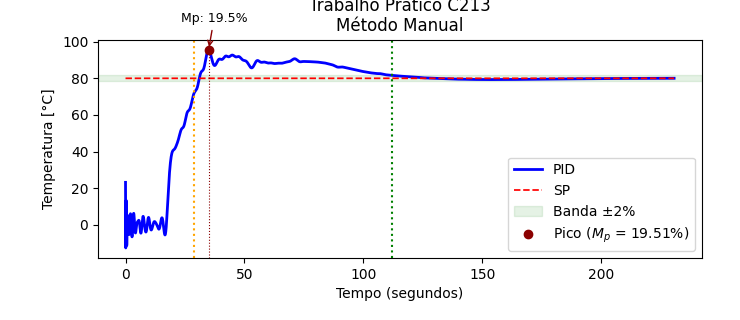 Trabalho Prático C213
Método Manual
Mp: 19.5%
Temperatura [°C]
100
80
60
40
20
0
PID
SP
Banda ±2%
Pico (Mₚ = 19.51%)
0 50 100 150 200
Tempo (segundos)